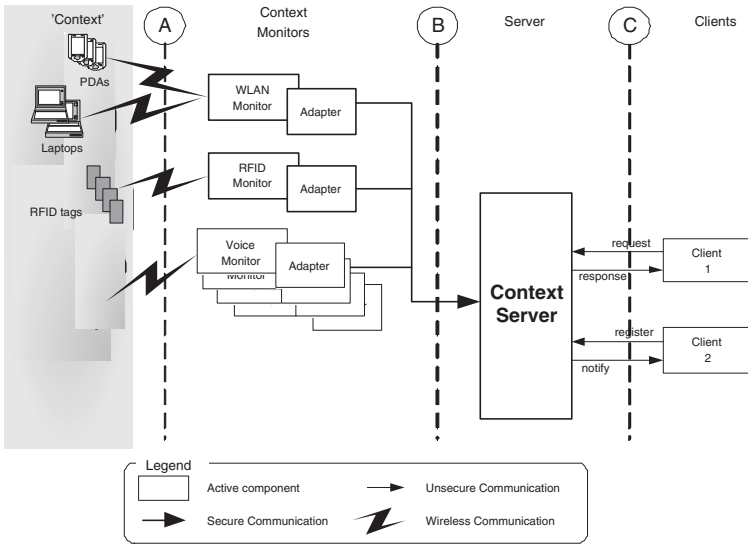 'Context'
A
Context
Monitors
B
Server
C
Clients
PDAs
Laptops
RFID tags
WLAN
Monitor
Adapter
RFID
Monitor
Adapter
Voice
Monitor
Adapter
Monitor
Context
Server
request
response
Client
1
register
notify
Client
2
Legend
Active component
Unsecure Communication
Secure Communication
Wireless Communication